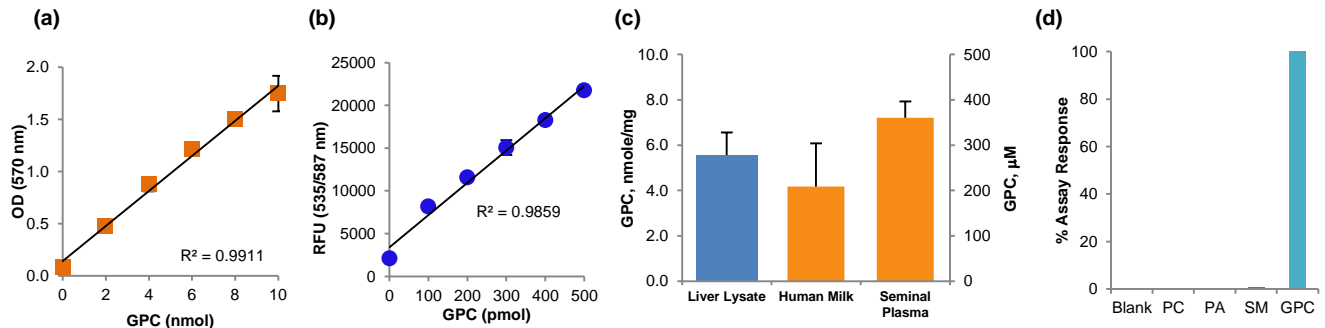 (a)
OD (570 nm)
2.0
1.5
1.0
0.5
0.0
R² = 0.9911
0 2 4 6 8 10
GPC (nmol)
(b)
RFU (535/587 nm)
25000
20000
15000
10000
5000
0
R² = 0.9859
0 100 200 300 400 500
GPC (pmol)
(c)
GPC, nmole/mg
10.0
8.0
6.0
4.0
2.0
0.0
500
400
300
200
100
0
GPC, µM
Liver Lysate Human Milk Seminal
Plasma
(d)
% Assay Response
100
80
60
40
20
0
Blank PC PA SM GPC